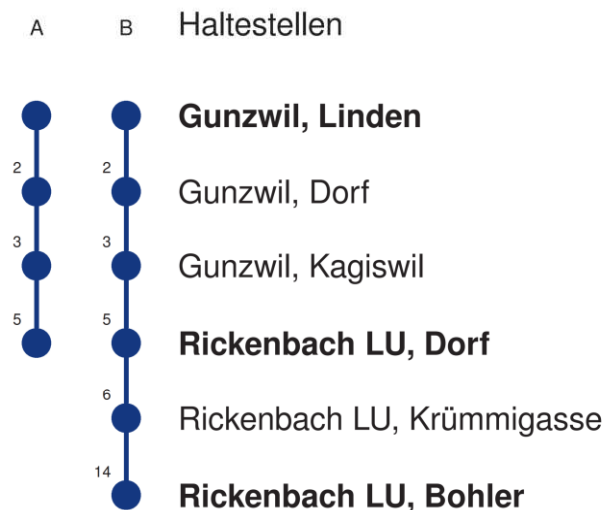 A B Haltestellen
Gunzwil, Linden
2 2 Gunzwil, Dorf
3 3 Gunzwil, Kagiswil
5 5 Rickenbach LU, Dorf
6 Rickenbach LU, Krümmigasse
14 Rickenbach LU, Bohler